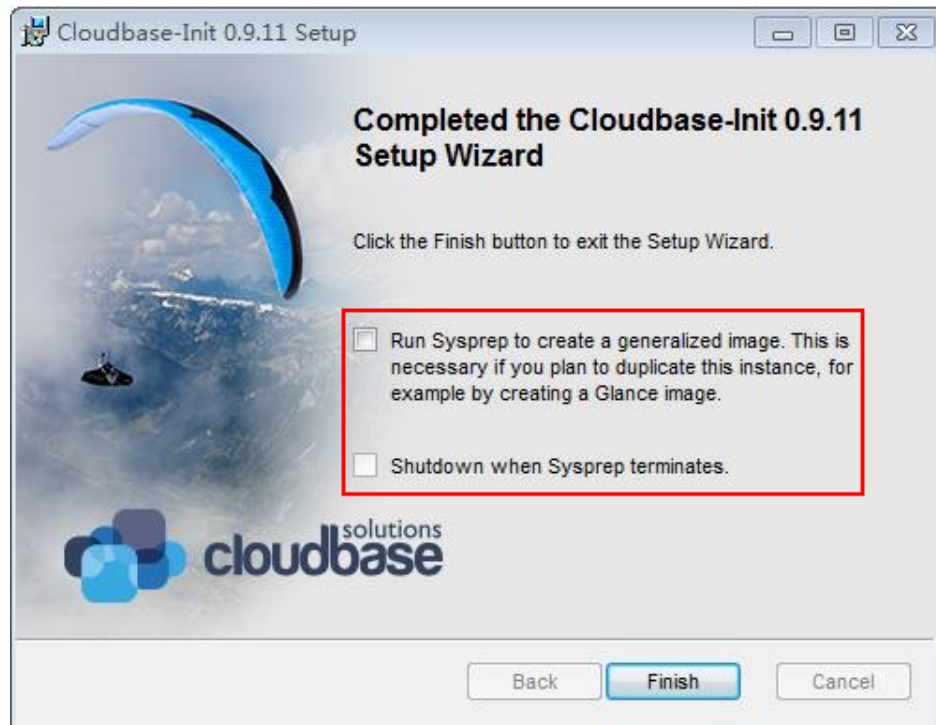 Cloudbase-Init 0.9.11 Setup
Completed the Cloudbase-Init 0.9.11
Setup Wizard
Click the Finish button to exit the Setup Wizard.
Run Sysprep to create a generalized image. This is
necessary if you plan to duplicate this instance, for
example by creating a Glance image.
Shutdown when Sysprep terminates.
solutions
cloudbase
Back
Finish
Cancel